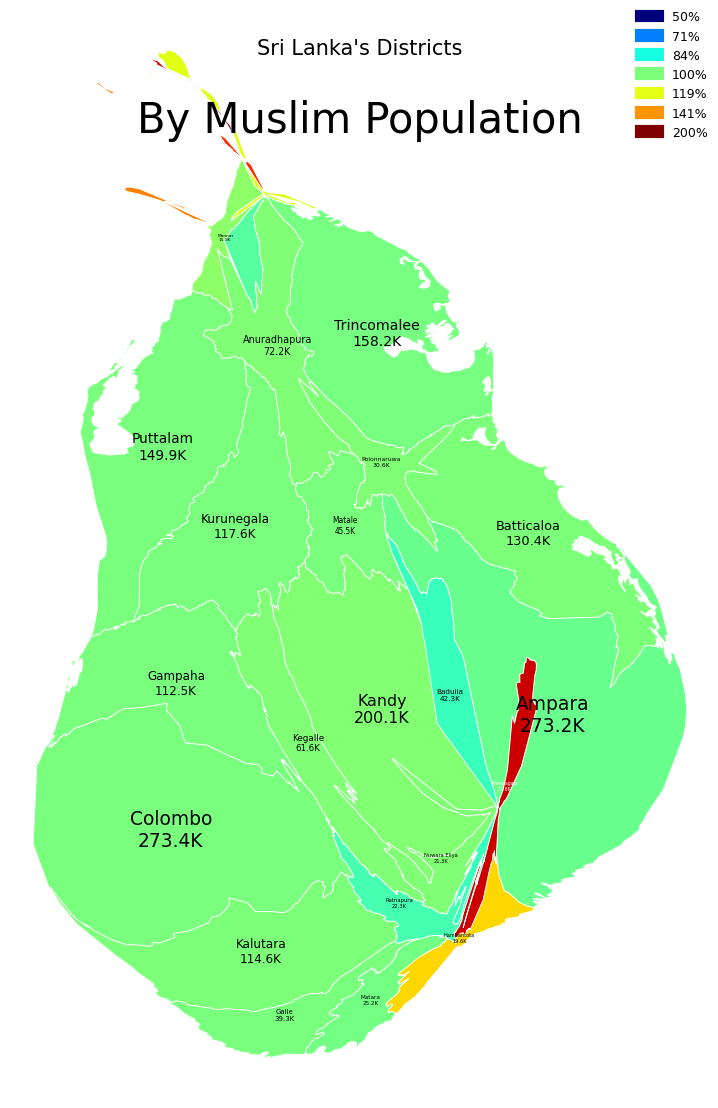 Sri Lanka's Districts
By Muslim Population
50%
71%
84%
100%
119%
141%
200%
Mannar
Trincomalee
158.2K
Anuradhapura
72.2K
Puttalam
149.9K
Polonnaruwa
30.6K
Kurunegala
117.6K
Matale
45.5K
Batticaloa
130.4K
Gampaha
112.5K
Kandy
200.1K
Badulla
42.3K
Ampara
273.2K
Kegalle
61.6K
Colombo
273.4K
Nuwara Eliya
21.3K
Ratnapura
22.3K
Kalutara
114.6K
Hambantota
19.6K
Matara
25.2K
Galle
39.3K